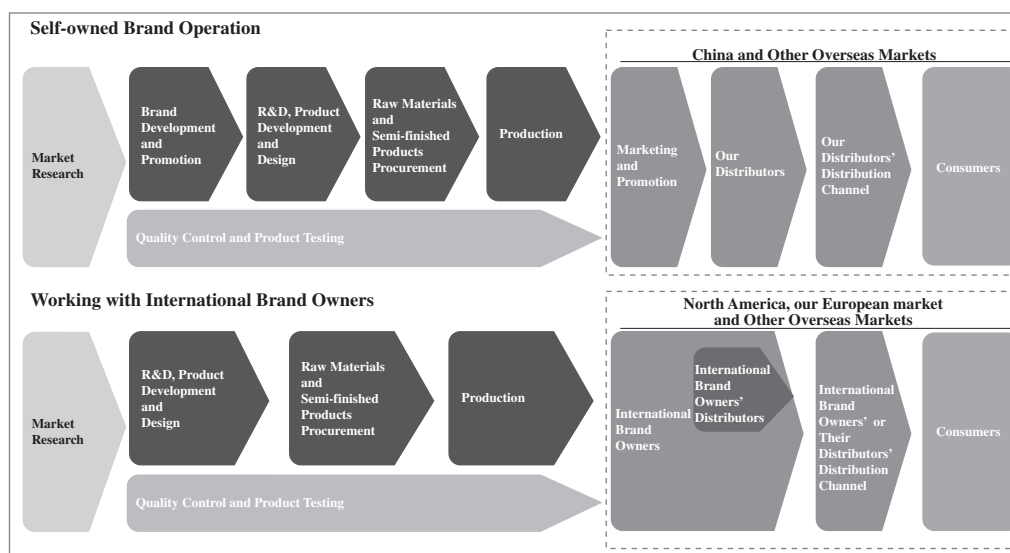 Self-owned Brand Operation
China and Other Overseas Markets
Market
Research
Brand
Development
and
Promotion
R&D, Product
Development
and
Design
Raw Materials
and
Semi-finished
Products
Procurement
Production
Marketing
and
Promotion
Our
Distributors
Our
Distributors'
Distribution
Channel
Consumers
Quality Control and Product Testing
Working with International Brand Owners
North America, our European market
and Other Overseas Markets
Market
Research
R&D, Product
Development
and
Design
Raw Materials
and
Semi-finished
Products
Procurement
Production
International
Brand
Owners
International
Brand
Owners'
Distributors
International
Brand
Owners' or
Their
Distributors'
Distribution
Channel
Consumers
Quality Control and Product Testing